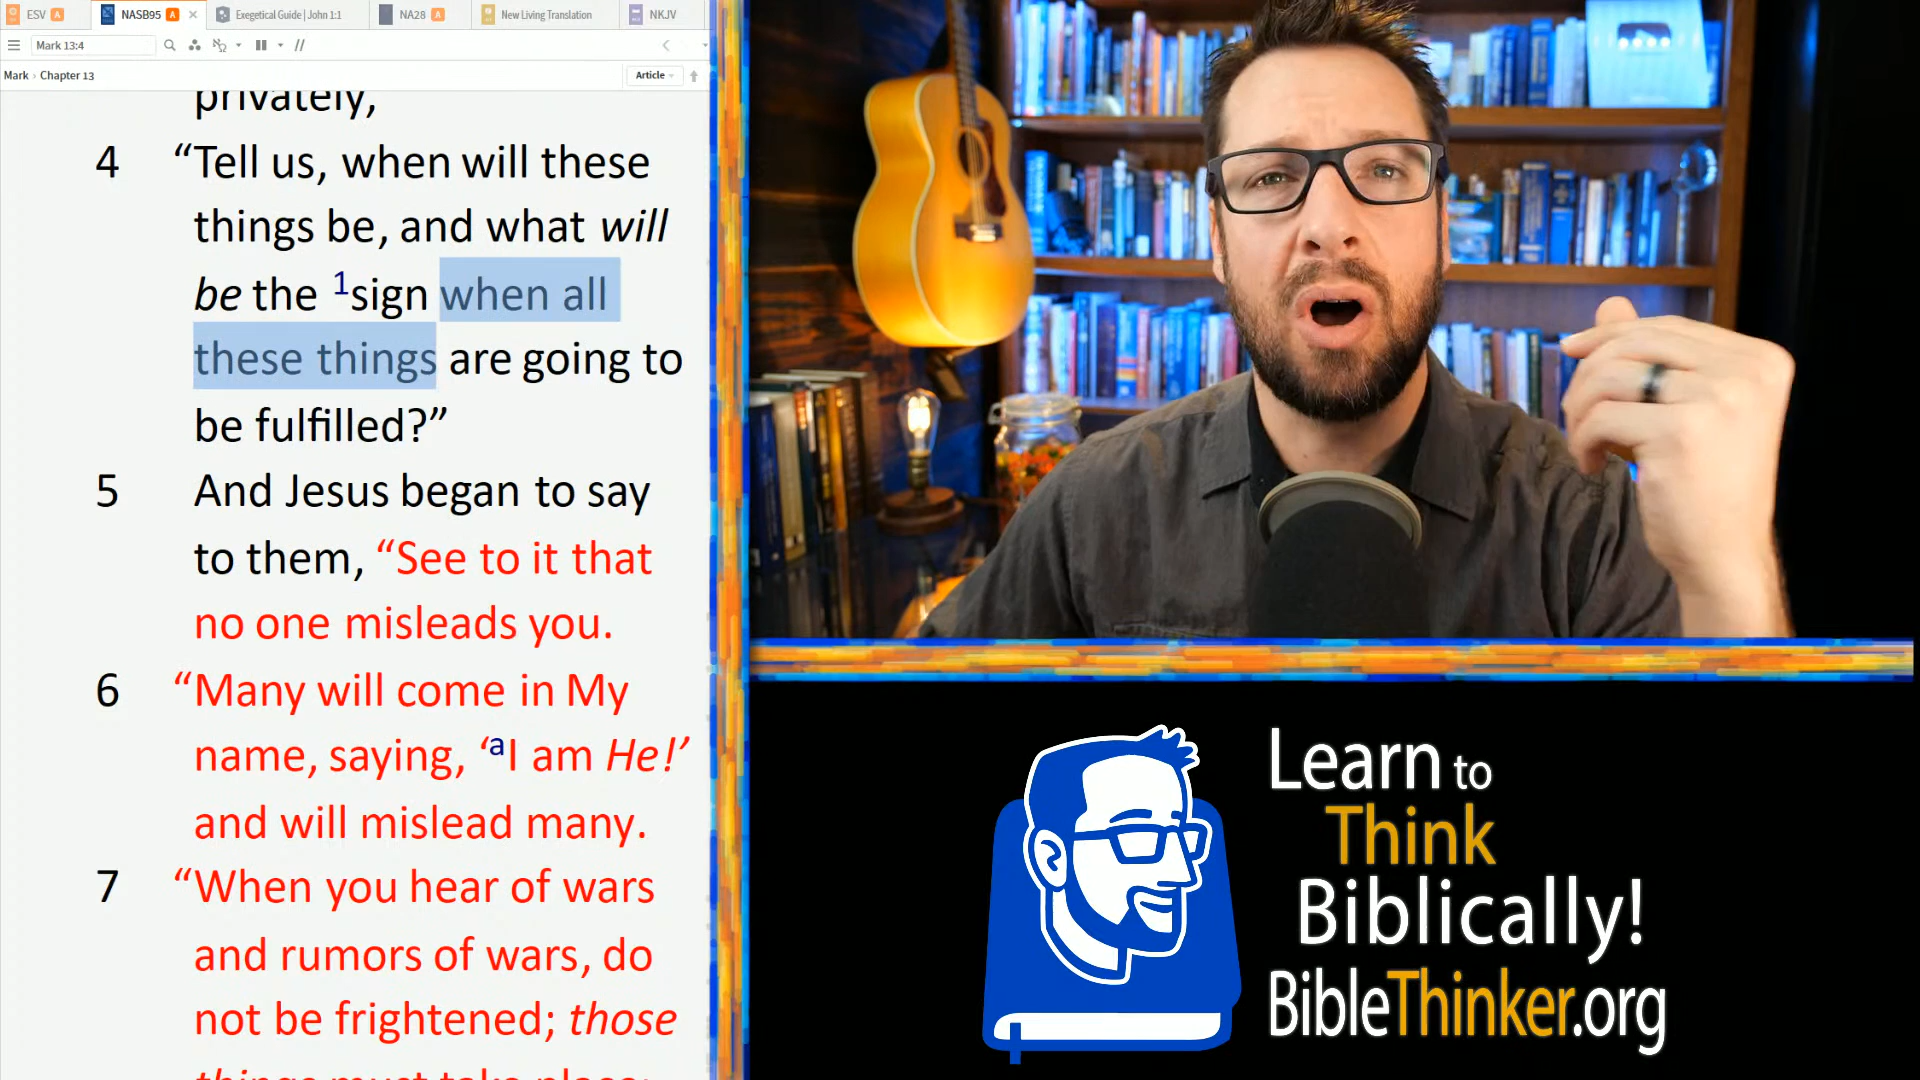 ESV A NASB95 A × Exegetical Guide | John 1:1 NA28 A New Living Translation NKJV
Mark 13:4
Mark › Chapter 13 Article
privately,
4 “Tell us, when will these
things be, and what will
be the 1sign when all
these things are going to
be fulfilled?”
5 And Jesus began to say
to them, “See to it that
no one misleads you.
6 “Many will come in My
name, saying, ‘aI am He!’
and will mislead many.
7 “When you hear of wars
and rumors of wars, do
not be frightened; those
things must take place;
Learn to
Think
Biblically!
BibleThinker.org